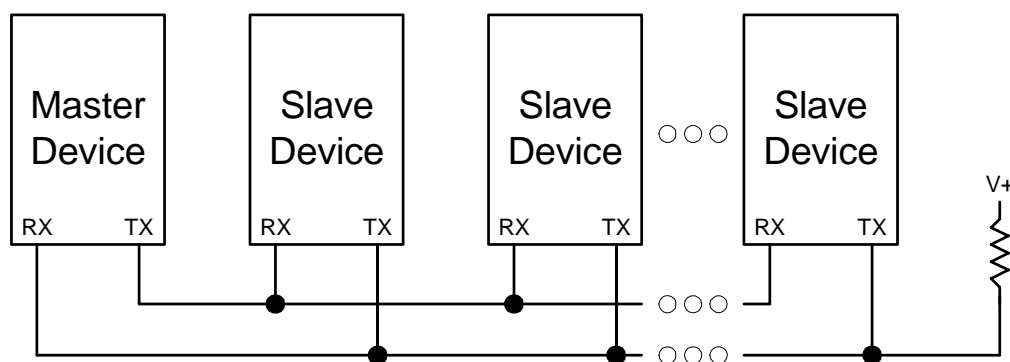 Master
Device
Slave
Device
Slave
Device
Slave
Device
V+
RX TX
RX TX
RX TX
RX TX